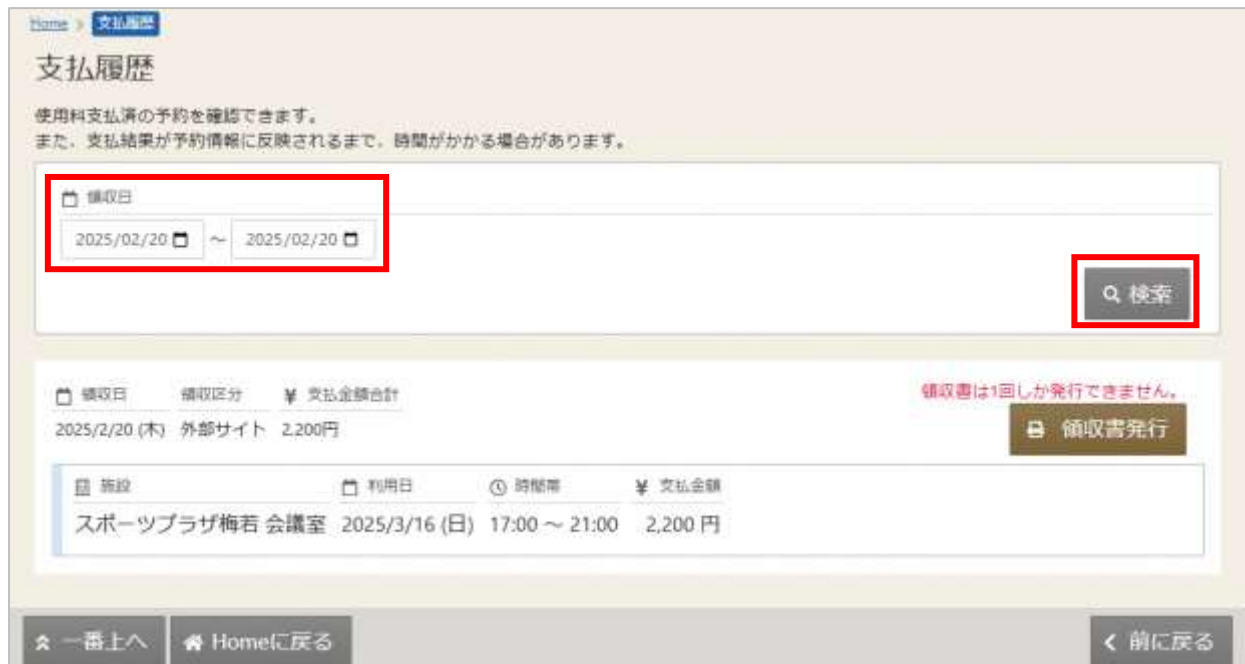 Home > 支払履歴
支払履歴
使用料支払済の予約を確認できます。
また、支払結果が予約情報に反映されるまで、時間がかかる場合があります。
領収日
2025/02/20 ～ 2025/02/20
検索
領収書は1回しか発行できません。
領収日 領収区分 ¥ 支払金額合計
2025/2/20 (木) 外部サイト 2,200円
領収書発行
施設 利用日 時間帯 ¥ 支払金額
スポーツプラザ梅若 会議室 2025/3/16 (日) 17:00 ～ 21:00 2,200 円
一番上へ Homeに戻る 前に戻る